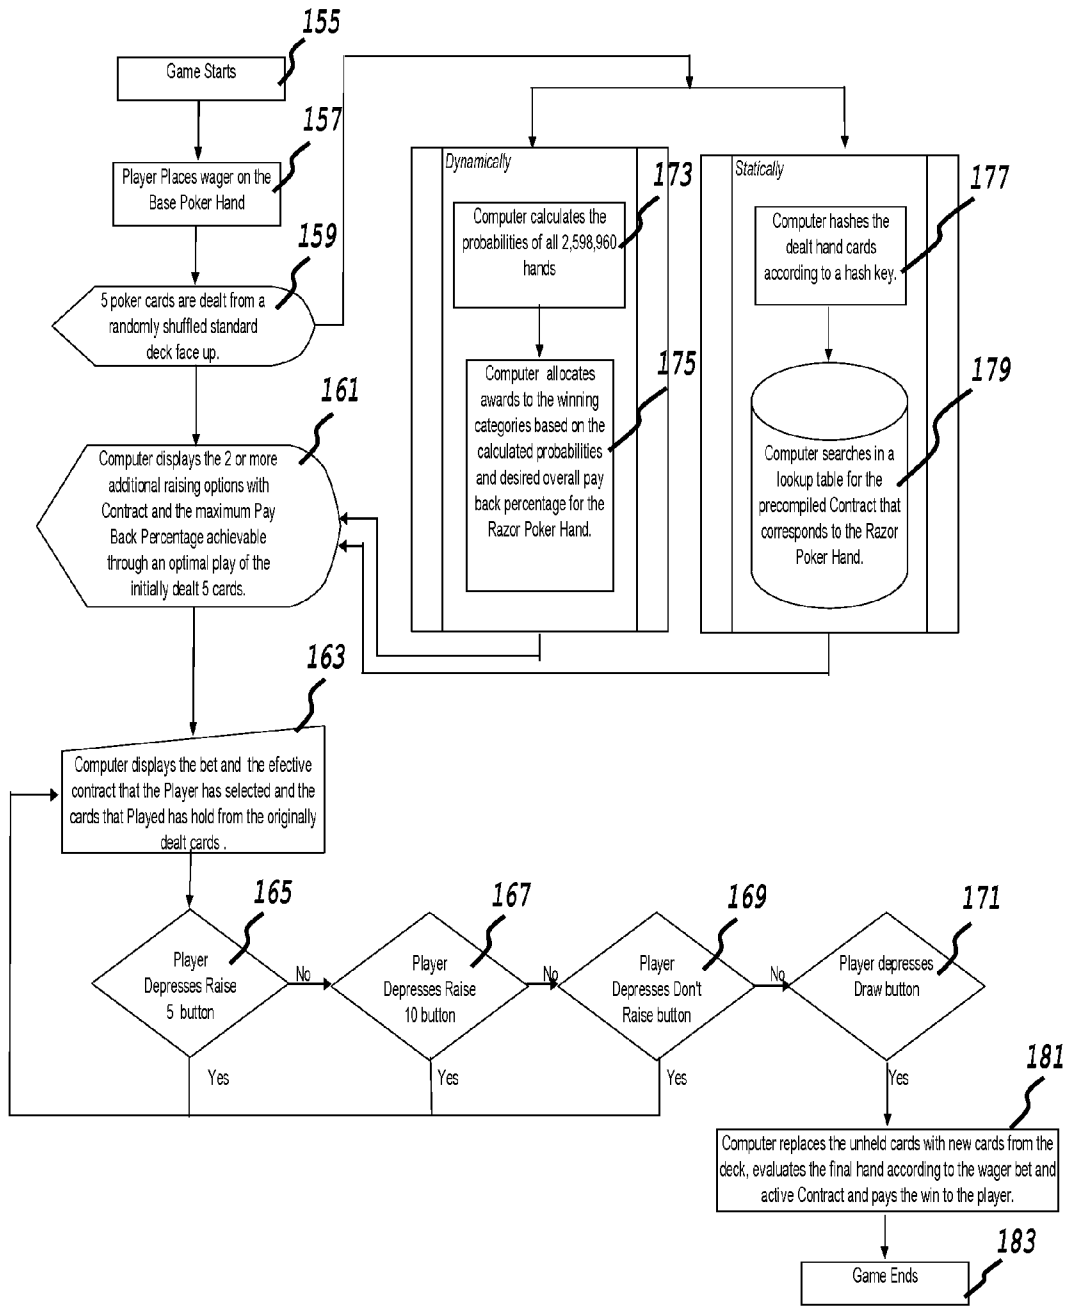 155
Game Starts
157
Player Places wager on the
Base Poker Hand
159
5 poker cards are dealt from a
randomly shuffled standard
deck face up.
161
Computer displays the 2 or more
additional raising options with
Contract and the maximum Pay
Back Percentage achievable
through an optimal play of the
initially dealt 5 cards.
Dynamically
173
Computer calculates the
probabilities of all 2,598,960
hands
175
Computer allocates
awards to the winning
categories based on the
calculated probabilities
and desired overall pay
back percentage for the
Razor Poker Hand.
Statically
177
Computer hashes the
dealt hand cards
according to a hash key.
179
Computer searches in a
lookup table for the
precompiled Contract that
corresponds to the Razor
Poker Hand.
163
Computer displays the bet and the efective
contract that the Player has selected and the
cards that Played has hold from the originally
dealt cards .
165
Player
Depresses Raise
5 button
No
Yes
167
Player
Depresses Raise
10 button
No
Yes
169
Player
Depresses Don't
Raise button
No
Yes
171
Player depresses
Draw button
Yes
181
Computer replaces the unheld cards with new cards from the
deck, evaluates the final hand according to the wager bet and
active Contract and pays the win to the player.
183
Game Ends